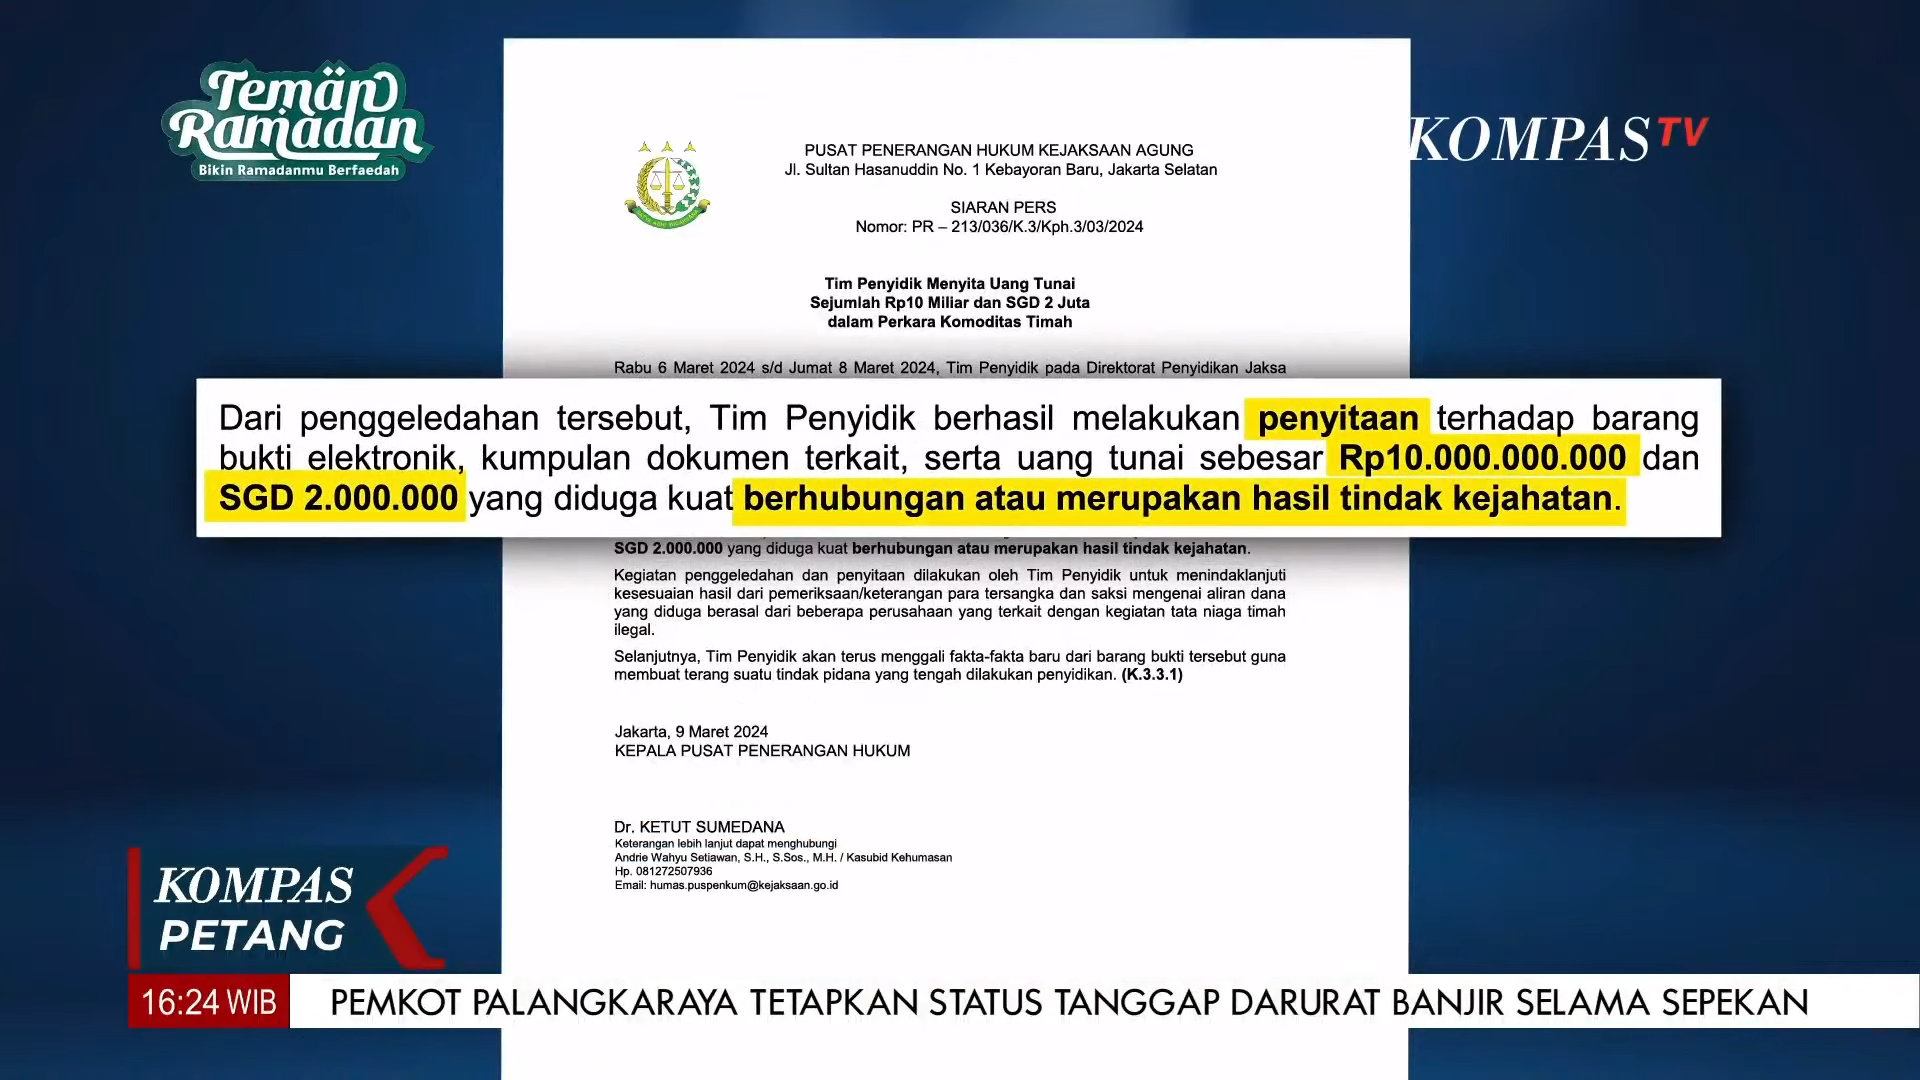 Temän
Ramadan
Bikin Ramadanmu Berfaedah
KOMPAS TV
PUSAT PENERANGAN HUKUM KEJAKSAAN AGUNG
Jl. Sultan Hasanuddin No. 1 Kebayoran Baru, Jakarta Selatan
SIARAN PERS
Nomor: PR – 213/036/K.3/Kph.3/03/2024
Tim Penyidik Menyita Uang Tunai
Sejumlah Rp10 Miliar dan SGD 2 Juta
dalam Perkara Komoditas Timah
Rabu 6 Maret 2024 s/d Jumat 8 Maret 2024, Tim Penyidik pada Direktorat Penyidikan Jaksa
Dari penggeledahan tersebut, Tim Penyidik berhasil melakukan penyitaan terhadap barang
bukti elektronik, kumpulan dokumen terkait, serta uang tunai sebesar Rp10.000.000.000 dan
SGD 2.000.000 yang diduga kuat berhubungan atau merupakan hasil tindak kejahatan.
SGD 2.000.000 yang diduga kuat berhubungan atau merupakan hasil tindak kejahatan.
Kegiatan penggeledahan dan penyitaan dilakukan oleh Tim Penyidik untuk menindaklanjuti
kesesuaian hasil dari pemeriksaan/keterangan para tersangka dan saksi mengenai aliran dana
yang diduga berasal dari beberapa perusahaan yang terkait dengan kegiatan tata niaga timah
ilegal.
Selanjutnya, Tim Penyidik akan terus menggali fakta-fakta baru dari barang bukti tersebut guna
membuat terang suatu tindak pidana yang tengah dilakukan penyidikan. (K.3.3.1)
Jakarta, 9 Maret 2024
KEPALA PUSAT PENERANGAN HUKUM
Dr. KETUT SUMEDANA
Keterangan lebih lanjut dapat menghubungi
Andrie Wahyu Setiawan, S.H., S.Sos., M.H. / Kasubid Kehumasan
Hp. 081272507936
Email: humas.puspenkum@kejaksaan.go.id
KOMPAS
PETANG
16:24 WIB
PEMKOT PALANGKARAYA TETAPKAN STATUS TANGGAP DARURAT BANJIR SELAMA SEPEKAN